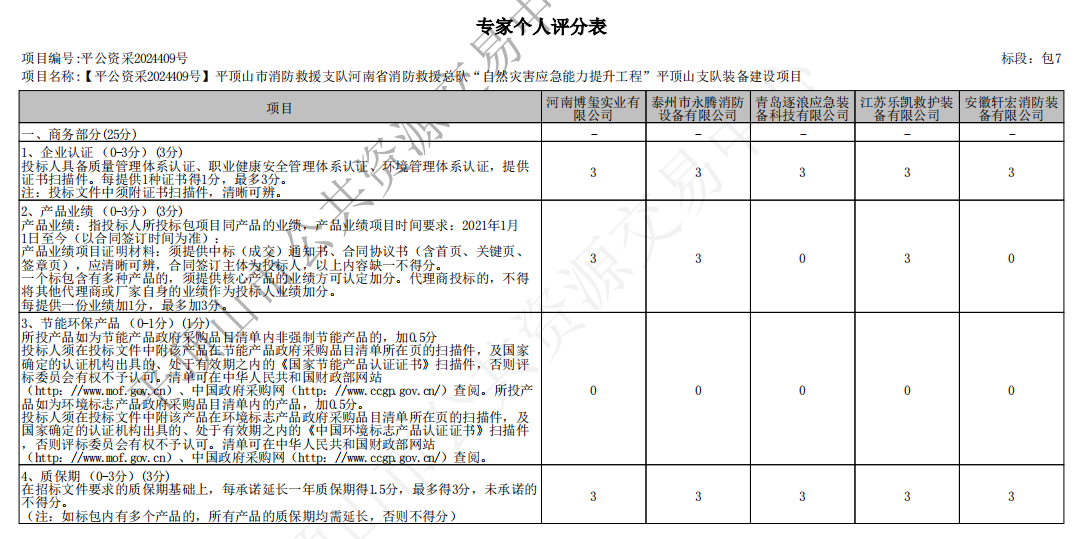 专家个人评分表
项目编号:平公资采2024409号 标段：包7
项目名称:【平公资采2024409号】平顶山市消防救援支队河南省消防救援总队“自然灾害应急能力提升工程”平顶山支队装备建设项目
项目 河南博玺实业有限公司 泰州市永腾消防设备有限公司 青岛逐浪应急装备科技有限公司 江苏乐凯救护装备有限公司 安徽轩宏消防装备有限公司
一、商务部分(25分) - - - - -
1、企业认证 （0-3分）(3分)
投标人具备质量管理体系认证、职业健康安全管理体系认证、环境管理体系认证，提供
证书扫描件。每提供1种证书得1分，最多3分。
注：投标文件中须附证书扫描件，清晰可辨。
3 3 3 3 3
2、产品业绩 （0-3分）(3分)
产品业绩：指投标人所投标包项目同产品的业绩，产品业绩项目时间要求：2021年1月
1日至今（以合同签订时间为准）：
产品业绩项目证明材料：须提供中标（成交）通知书、合同协议书（含首页、关键页、
签章页），应清晰可辨，合同签订主体为投标人，以上内容缺一不得分。
一个标包含有多种产品的，须提供核心产品的业绩方可认定加分。代理商投标的，不得
将其他代理商或厂家自身的业绩作为投标人业绩加分。
每提供一份业绩加1分，最多加3分。
3 3 0 3 0
3、节能环保产品 （0-1分）(1分)
所投产品如为节能产品政府采购品目清单内非强制节能产品的，加0.5分
投标人须在投标文件中附该产品在节能产品政府采购品目清单所在页的扫描件，及国家
确定的认证机构出具的、处于有效期之内的《国家节能产品认证证书》扫描件，否则评
标委员会有权不予认可。清单可在中华人民共和国财政部网站
（http：//www.mof.gov.cn）、中国政府采购网（http：//www.ccgp.gov.cn/）查阅。所投产
品如为环境标志产品政府采购品目清单内的产品，加0.5分。
投标人须在投标文件中附该产品在环境标志产品政府采购品目清单所在页的扫描件，及
国家确定的认证机构出具的、处于有效期之内的《中国环境标志产品认证证书》扫描件
，否则评标委员会有权不予认可。清单可在中华人民共和国财政部网站
（http：//www.mof.gov.cn）、中国政府采购网（http：//www.ccgp.gov.cn/）查阅。
0 0 0 0 0
4、质保期 （0-3分）(3分)
在招标文件要求的质保期基础上，每承诺延长一年质保期得1.5分，最多得3分，未承诺的
不得分。
（注：如标包内有多个产品的，所有产品的质保期均需延长，否则不得分）
3 3 3 3 3